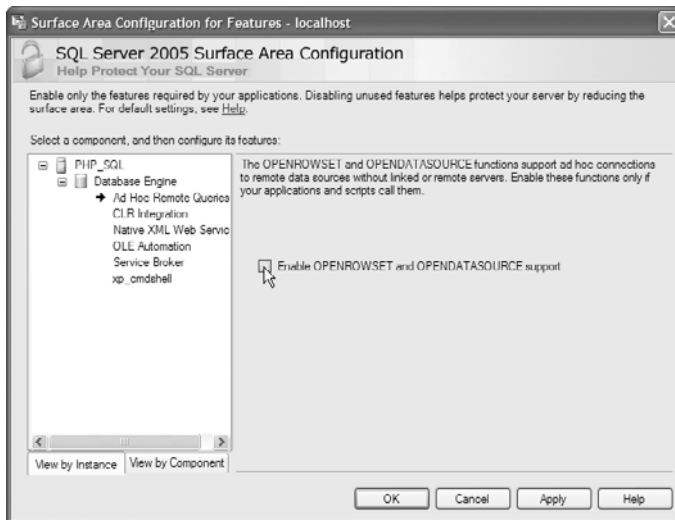 Surface Area Configuration for Features - localhost
SQL Server 2005 Surface Area Configuration
Help Protect Your SQL Server
Enable only the features required by your applications. Disabling unused features helps protect your server by reducing the
surface area. For default settings, see Help.
Select a component, and then configure its features:
PHP_SQL
Database Engine
Ad Hoc Remote Queries
CLR Integration
Native XML Web Servic
OLE Automation
Service Broker
xp_cmdshell
The OPENROWSET and OPENDATASOURCE functions support ad hoc connections
to remote data sources without linked or remote servers. Enable these functions only if
your applications and scripts call them.
Enable OPENROWSET and OPENDATASOURCE support
View by Instance View by Component
OK Cancel Apply Help